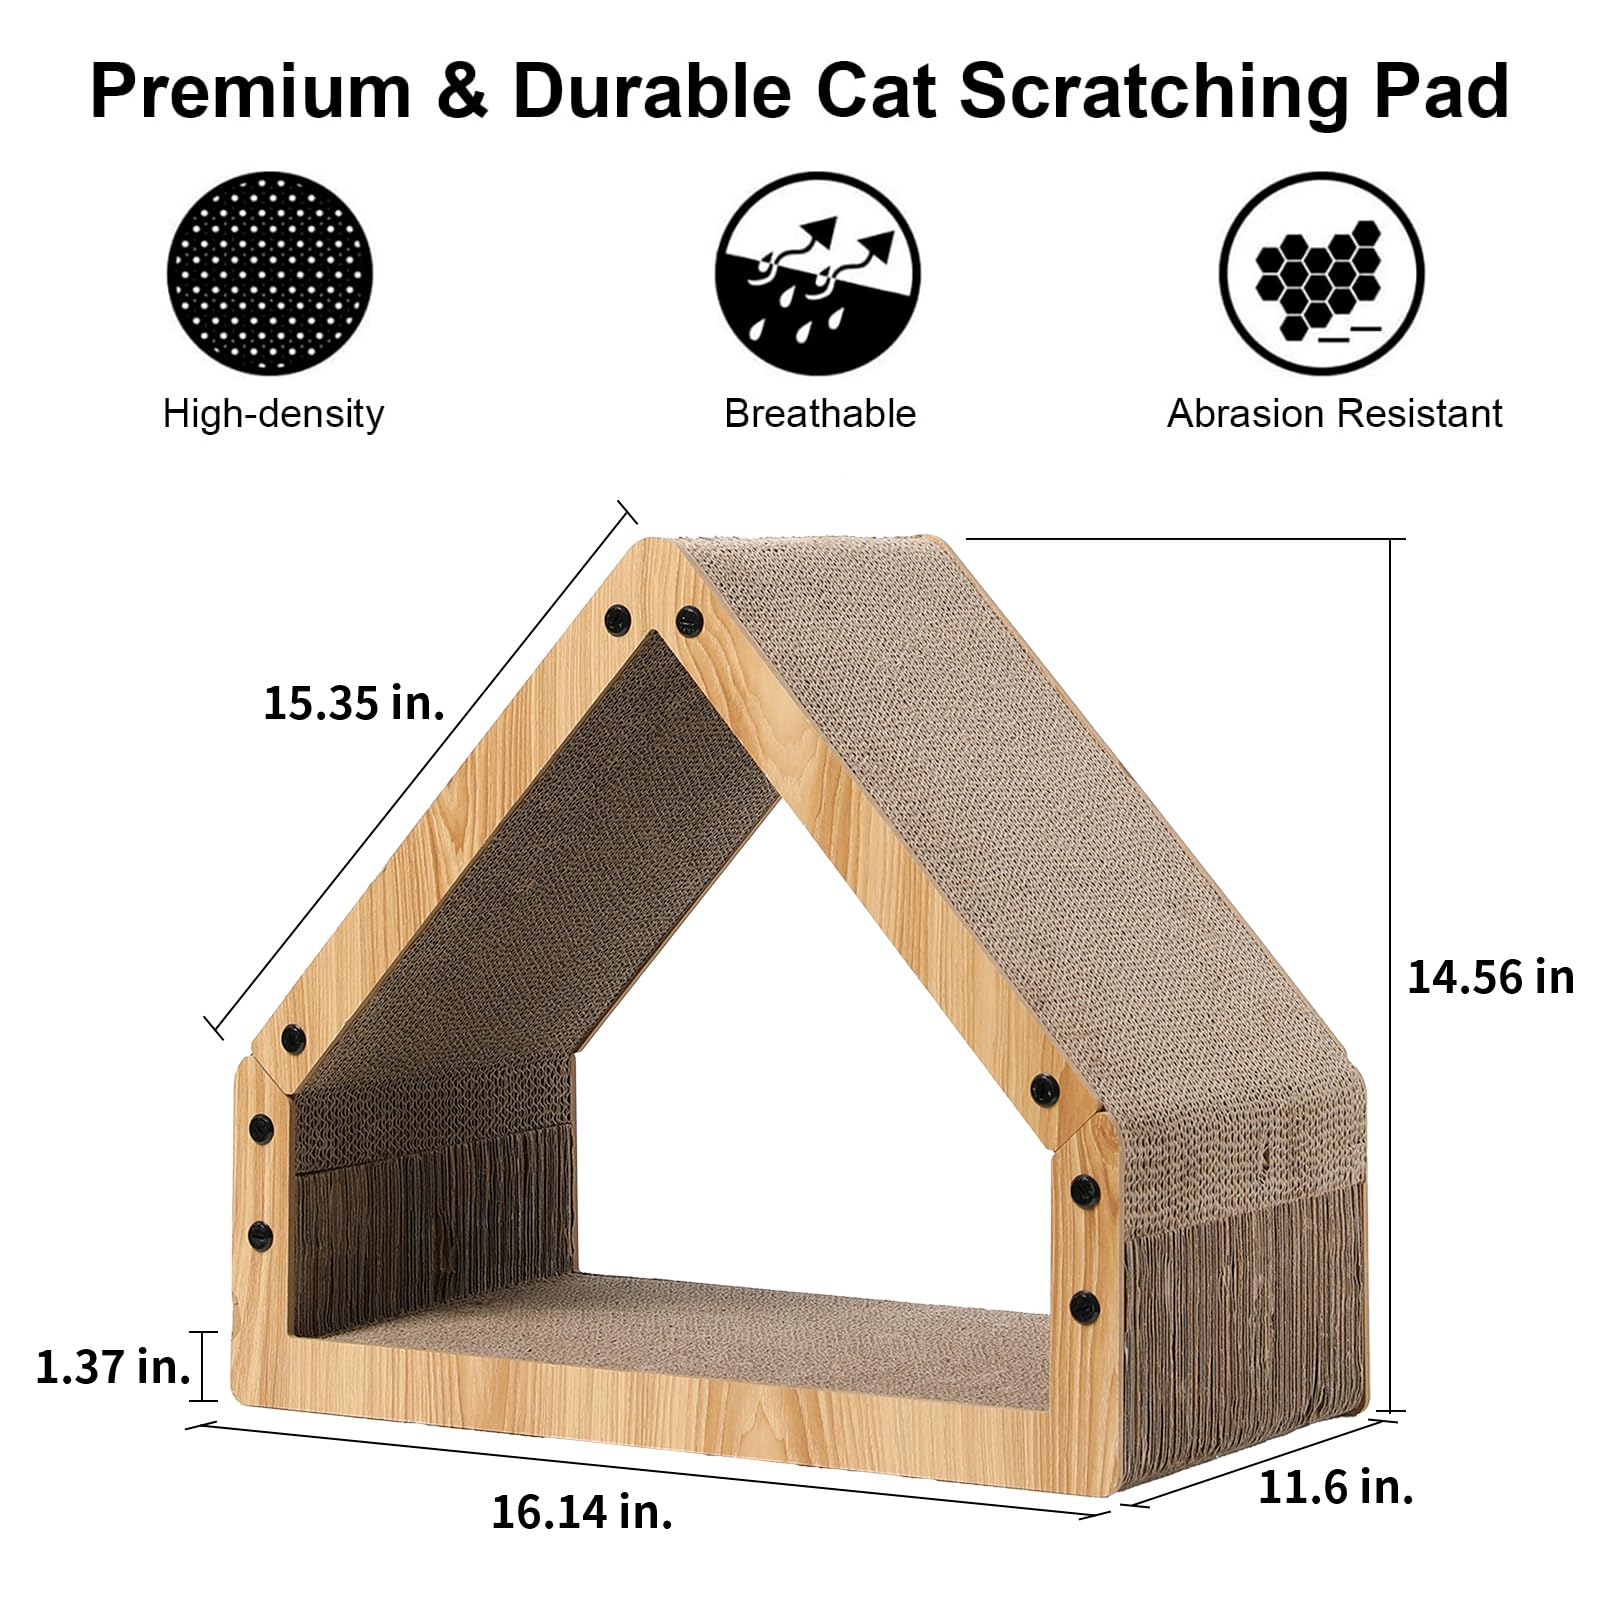 Premium & Durable Cat Scratching Pad
High-density
Breathable
Abrasion Resistant
15.35 in.
14.56 in
1.37 in.
16.14 in.
11.6 in.